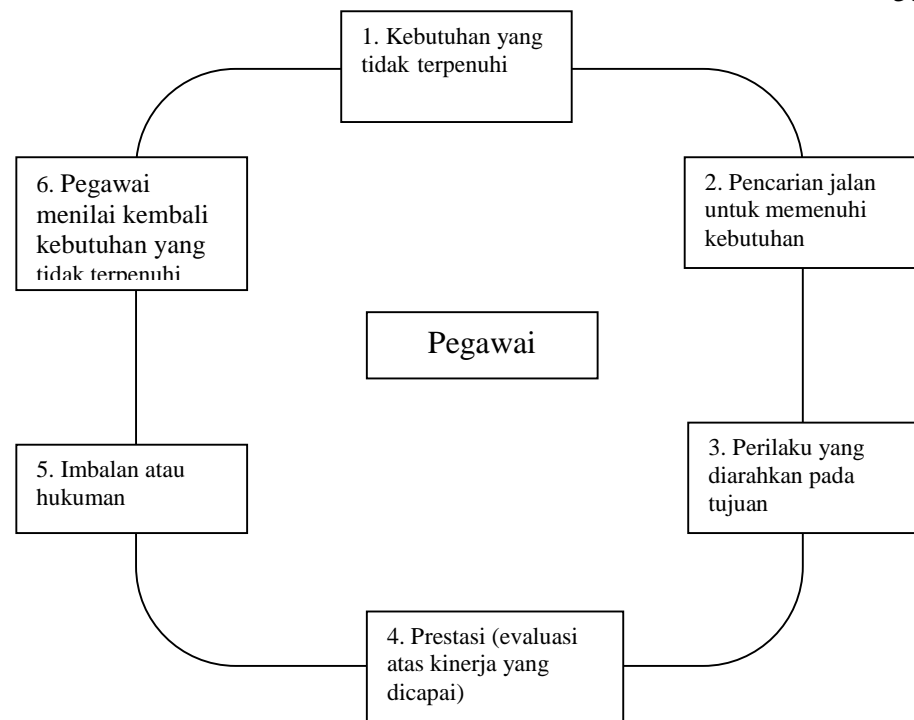 1. Kebutuhan yang
tidak terpenuhi
2. Pencarian jalan
untuk memenuhi
kebutuhan
3. Perilaku yang
diarahkan pada
tujuan
4. Prestasi (evaluasi
atas kinerja yang
dicapai)
5. Imbalan atau
hukuman
6. Pegawai
menilai kembali
kebutuhan yang
tidak terpenuhi
Pegawai